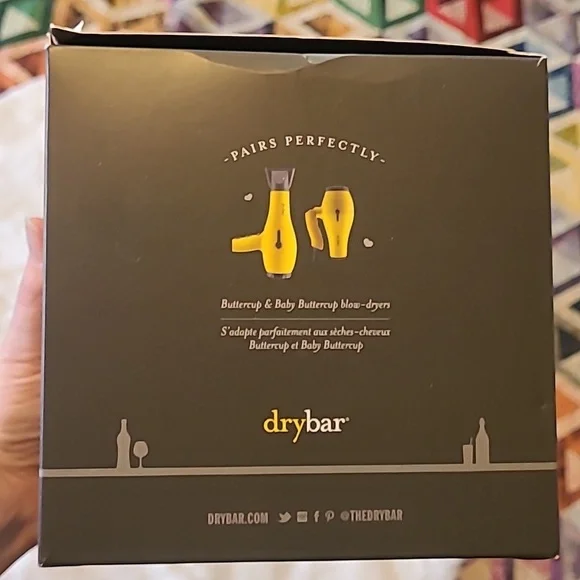 -PAIRS PERFECTLY-
Buttercup & Baby Buttercup blow-dryers
S'adapte parfaitement aux sèches-cheveux
Buttercup et Baby Buttercup
drybar®
DRYBAR.COM @THEDRYBAR